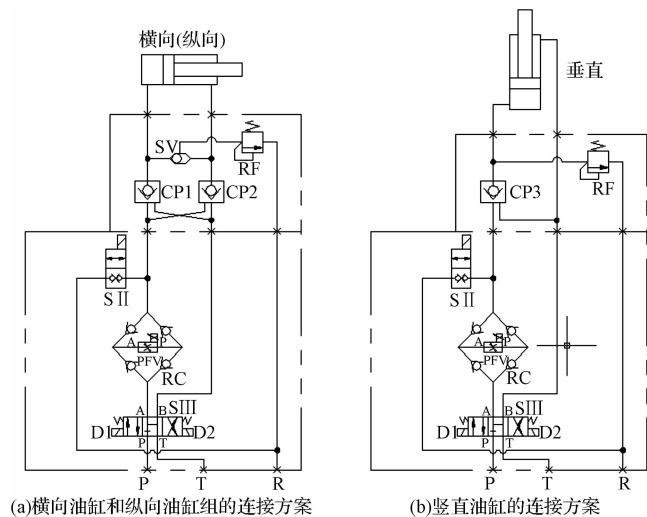 横向(纵向)
SV
RF
CP1
CP2
SⅡ
A
P
PFV
RC
A
B
SⅢ
D1
D2
P
T
P
T
R
(a)横向油缸和纵向油缸组的连接方案
垂直
RF
CP3
SⅡ
A
P
PFV
RC
A
B
SⅢ
D1
D2
P
T
P
T
R
(b)竖直油缸的连接方案